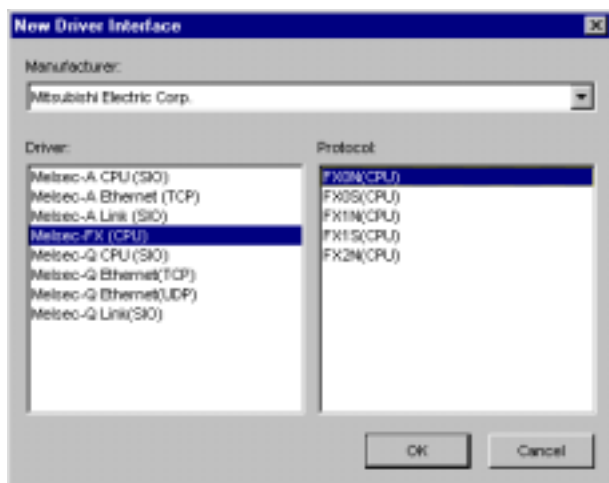 New Driver Interface
Manufacturer:
Mitsubishi Electric Corp.
Driver:
Melsec-A CPU (SIO)
Melsec-A Ethernet (TCP)
Melsec-A Link (SIO)
Melsec-FX (CPU)
Melsec-Q CPU (SIO)
Melsec-Q Ethernet(TCP)
Melsec-Q Ethernet(UDP)
Melsec-Q Link(SIO)
Protocol:
FX0N(CPU)
FX0S(CPU)
FX1N(CPU)
FX1S(CPU)
FX2N(CPU)
OK
Cancel